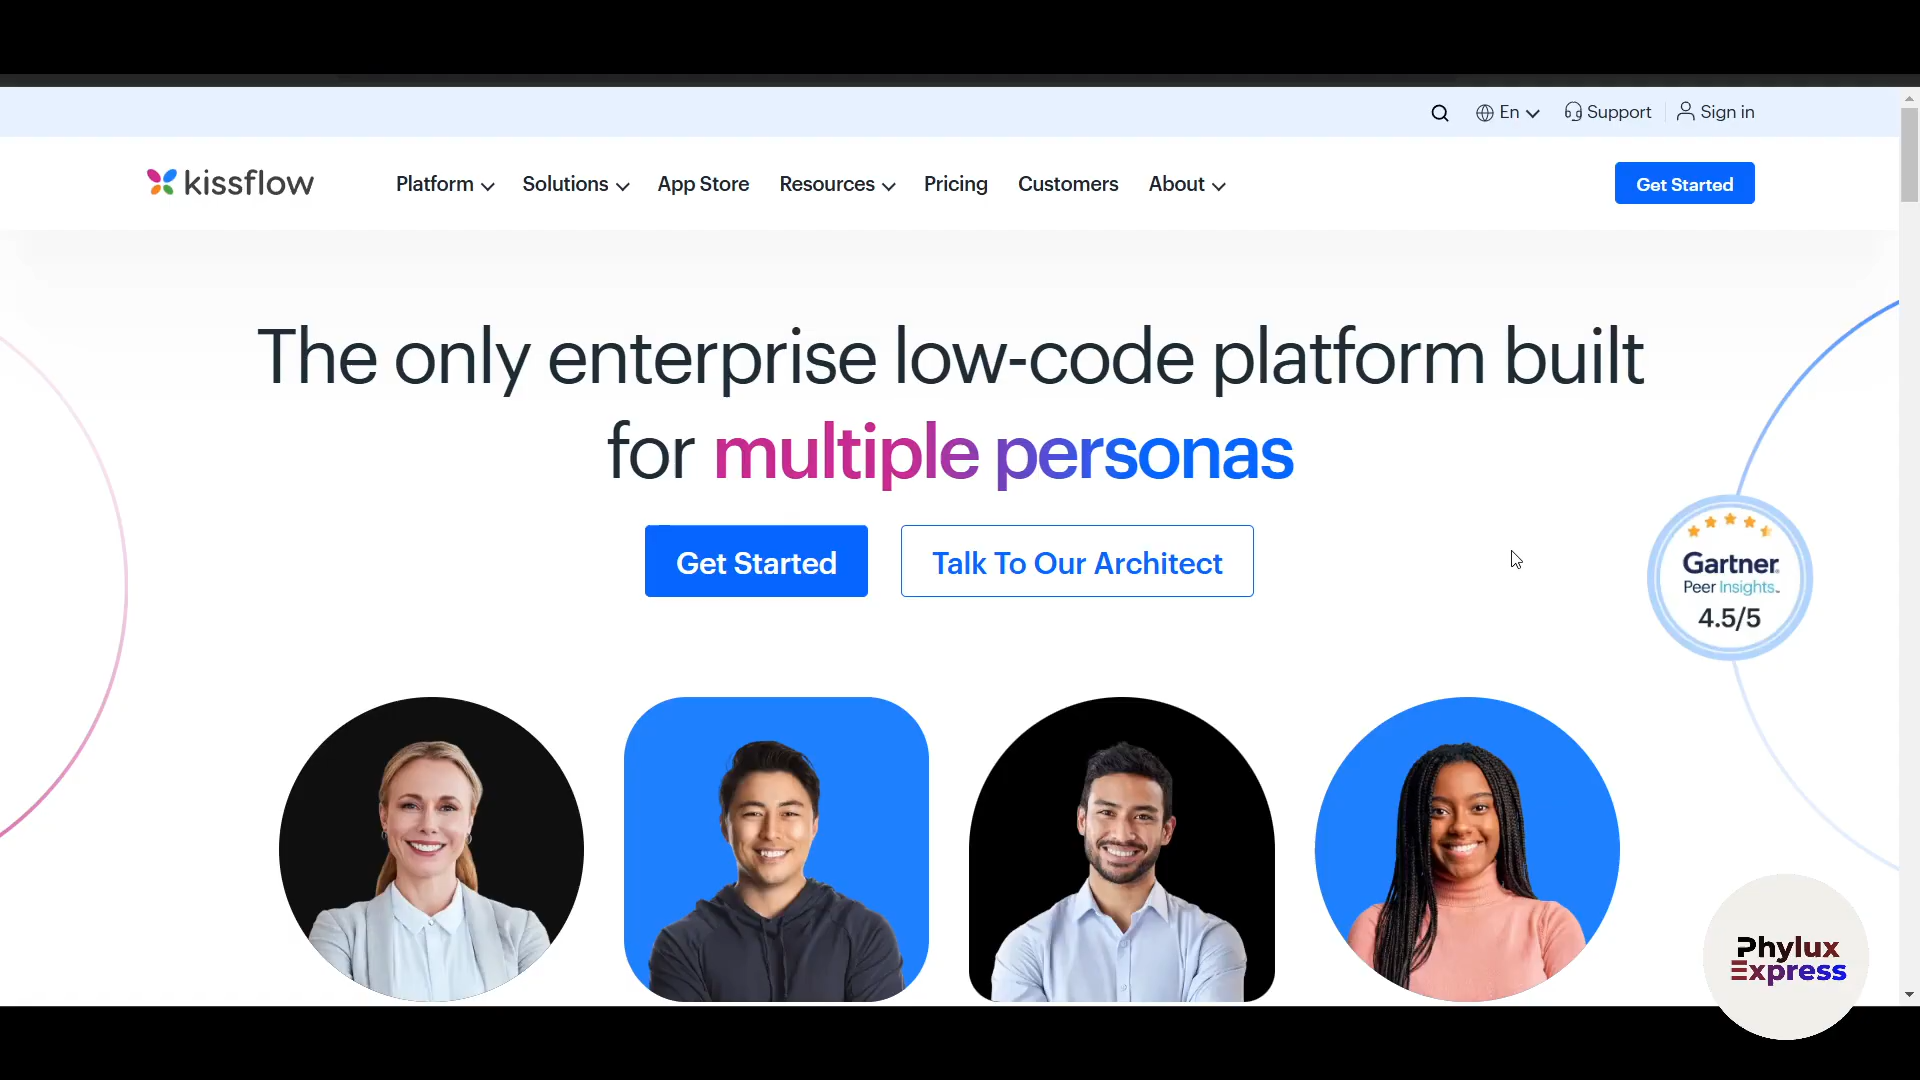 En Support Sign in
kissflow Platform Solutions App Store Resources Pricing Customers About Get Started
The only enterprise low-code platform built
for multiple personas
Get Started Talk To Our Architect
Gartner
Peer Insights
4.5/5
Phylux
Express